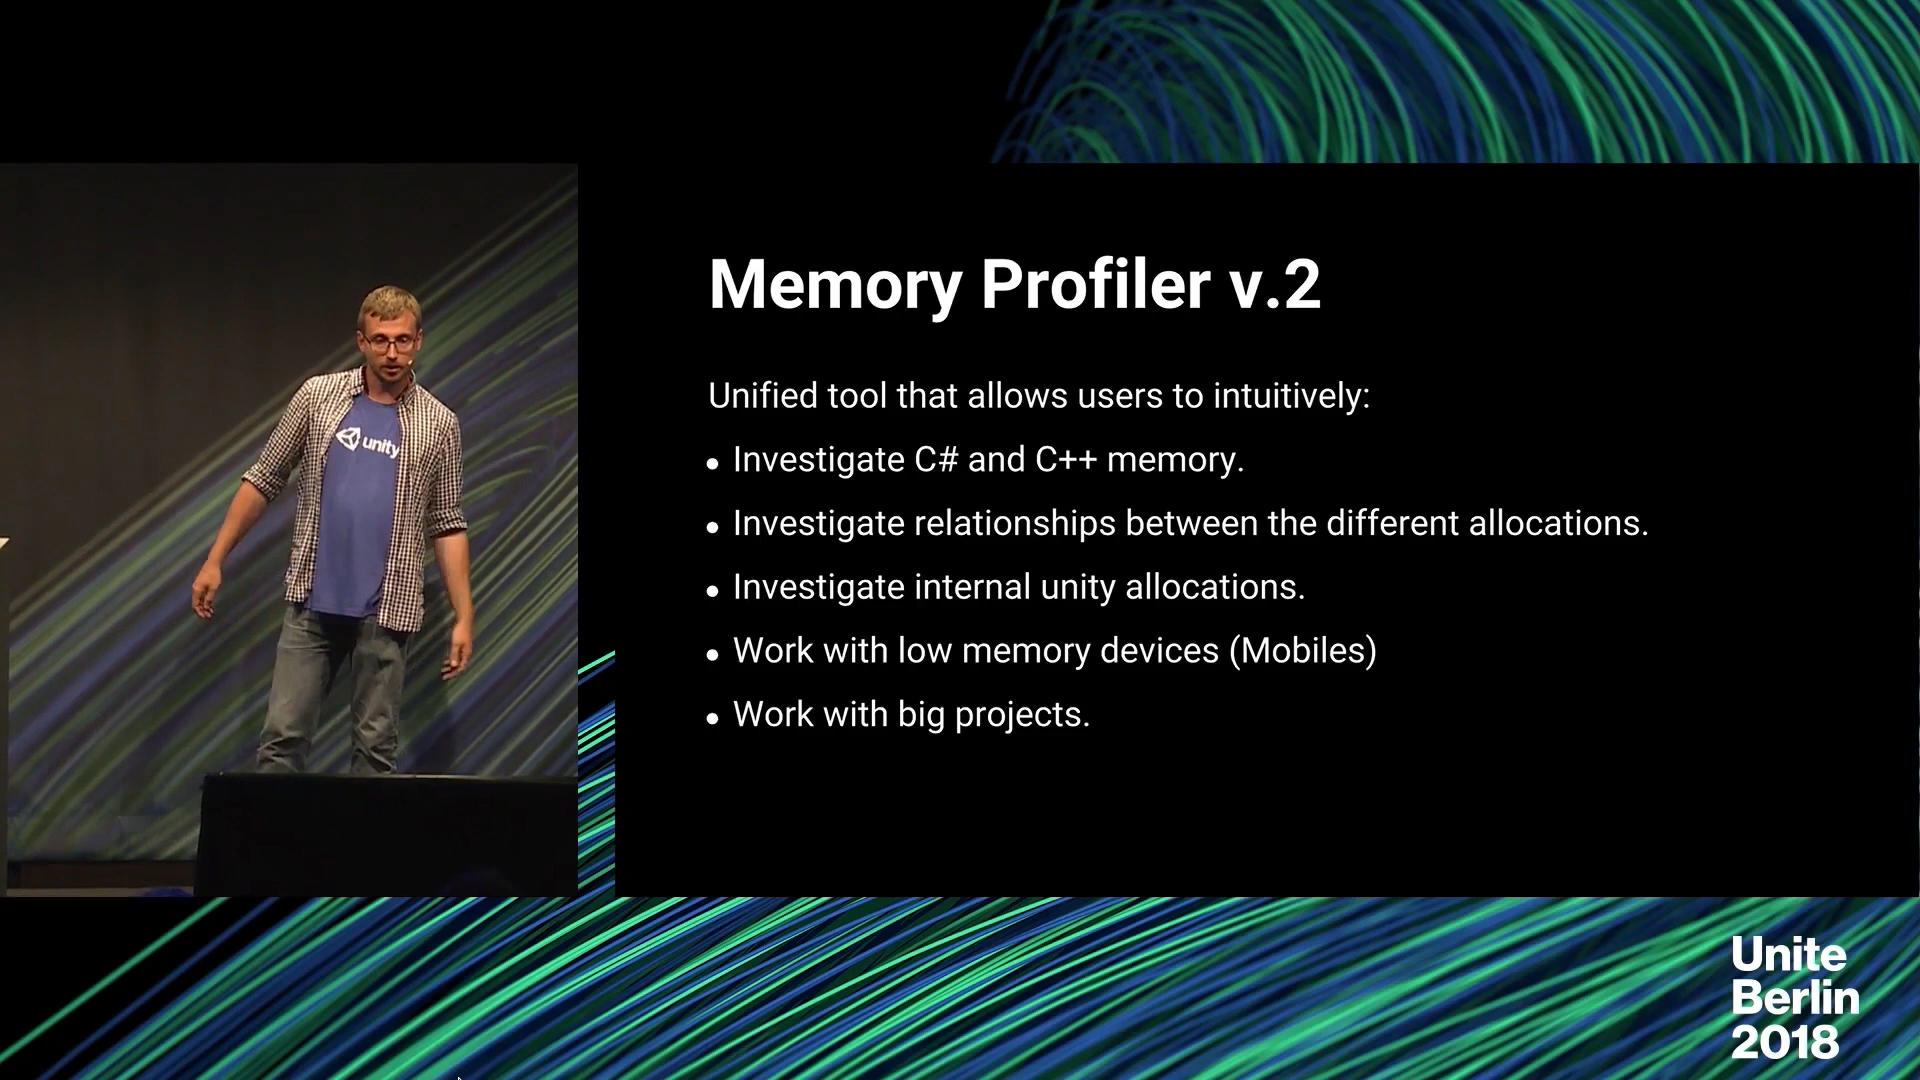 unity
Memory Profiler v.2
Unified tool that allows users to intuitively:
• Investigate C# and C++ memory.
• Investigate relationships between the different allocations.
• Investigate internal unity allocations.
• Work with low memory devices (Mobiles)
• Work with big projects.
Unite
Berlin
2018